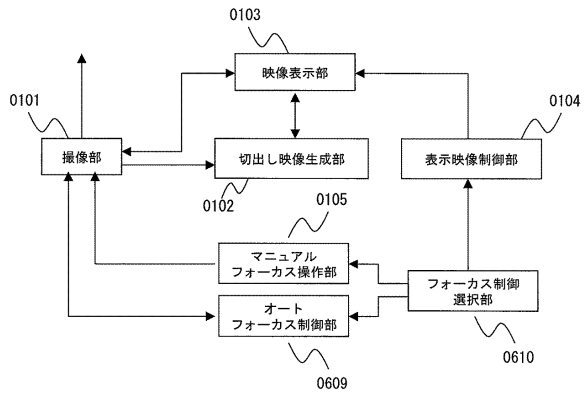 0103
映像表示部
0101
0104
撮像部
切出し映像生成部
表示映像制御部
0102
0105
マニュアル
フォーカス操作部
フォーカス制御
選択部
オート
フォーカス制御部
0610
0609